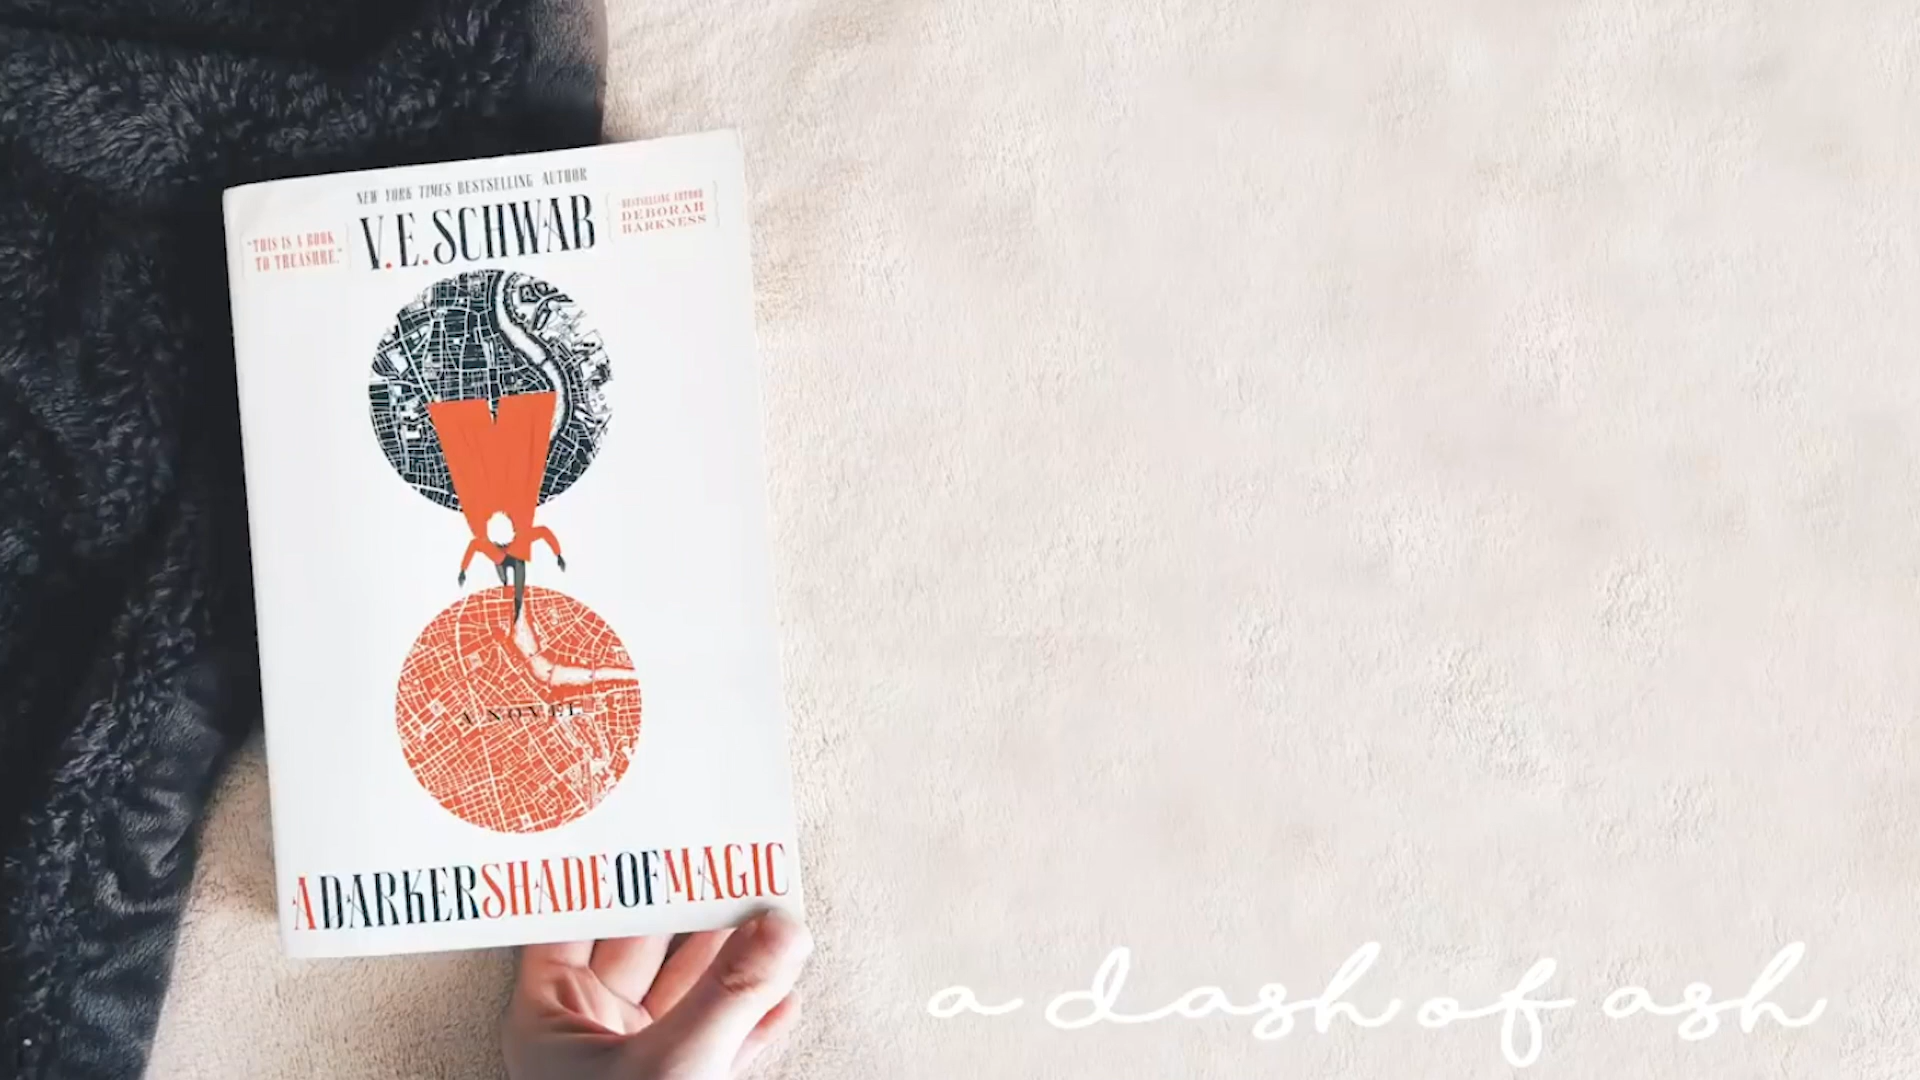 NEW YORK TIMES BESTSELLING AUTHOR
V.E. SCHWAB
"THIS IS A BOOK
TO TREASURE."
BESTSELLING AUTHOR
DEBORAH
HARKNESS
A NOVEL
A DARKER SHADE OF MAGIC
a dash of ash